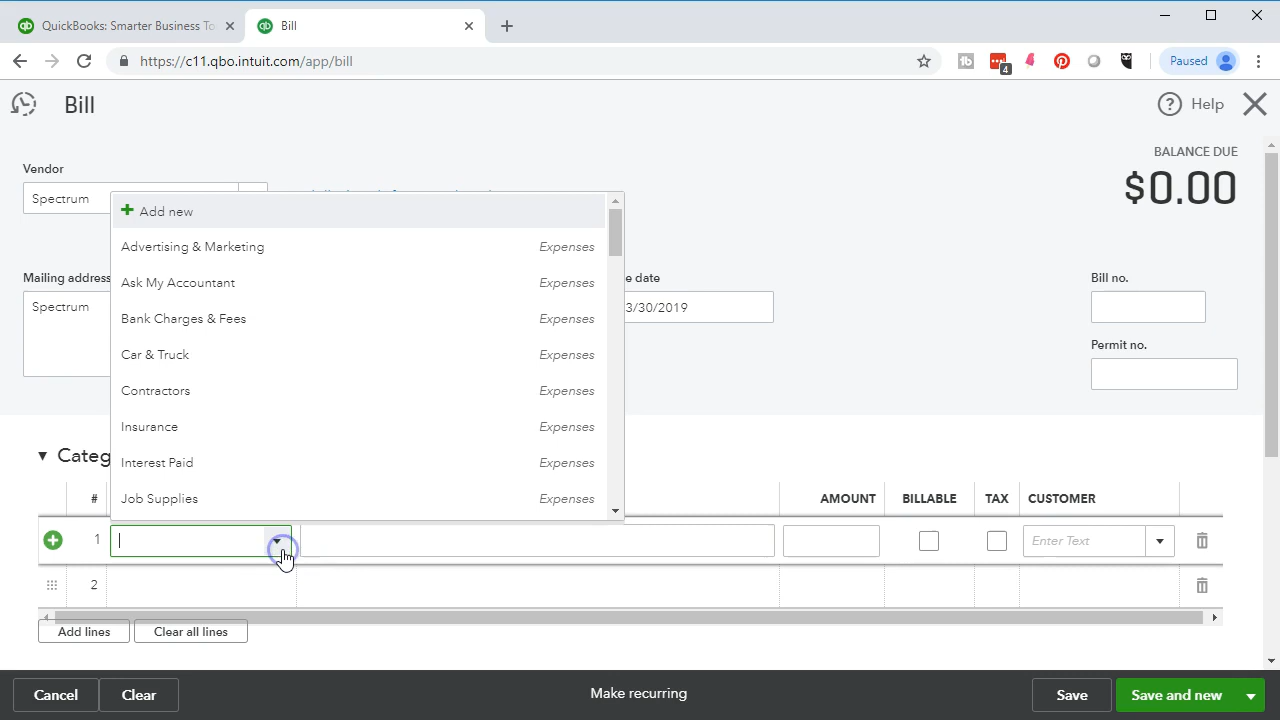 QuickBooks: Smarter Business To
Bill
https://c11.qbo.intuit.com/app/bill
4
Paused
Bill
Help
BALANCE DUE
$0.00
Vendor
Spectrum
Mailing address
Spectrum
e date
3/30/2019
Bill no.
Permit no.
Add new
Advertising & Marketing Expenses
Ask My Accountant Expenses
Bank Charges & Fees Expenses
Car & Truck Expenses
Contractors Expenses
Insurance Expenses
Interest Paid Expenses
Job Supplies Expenses
Categ
# AMOUNT BILLABLE TAX CUSTOMER
1 Enter Text
2
Add lines Clear all lines
Cancel Clear Make recurring Save Save and new